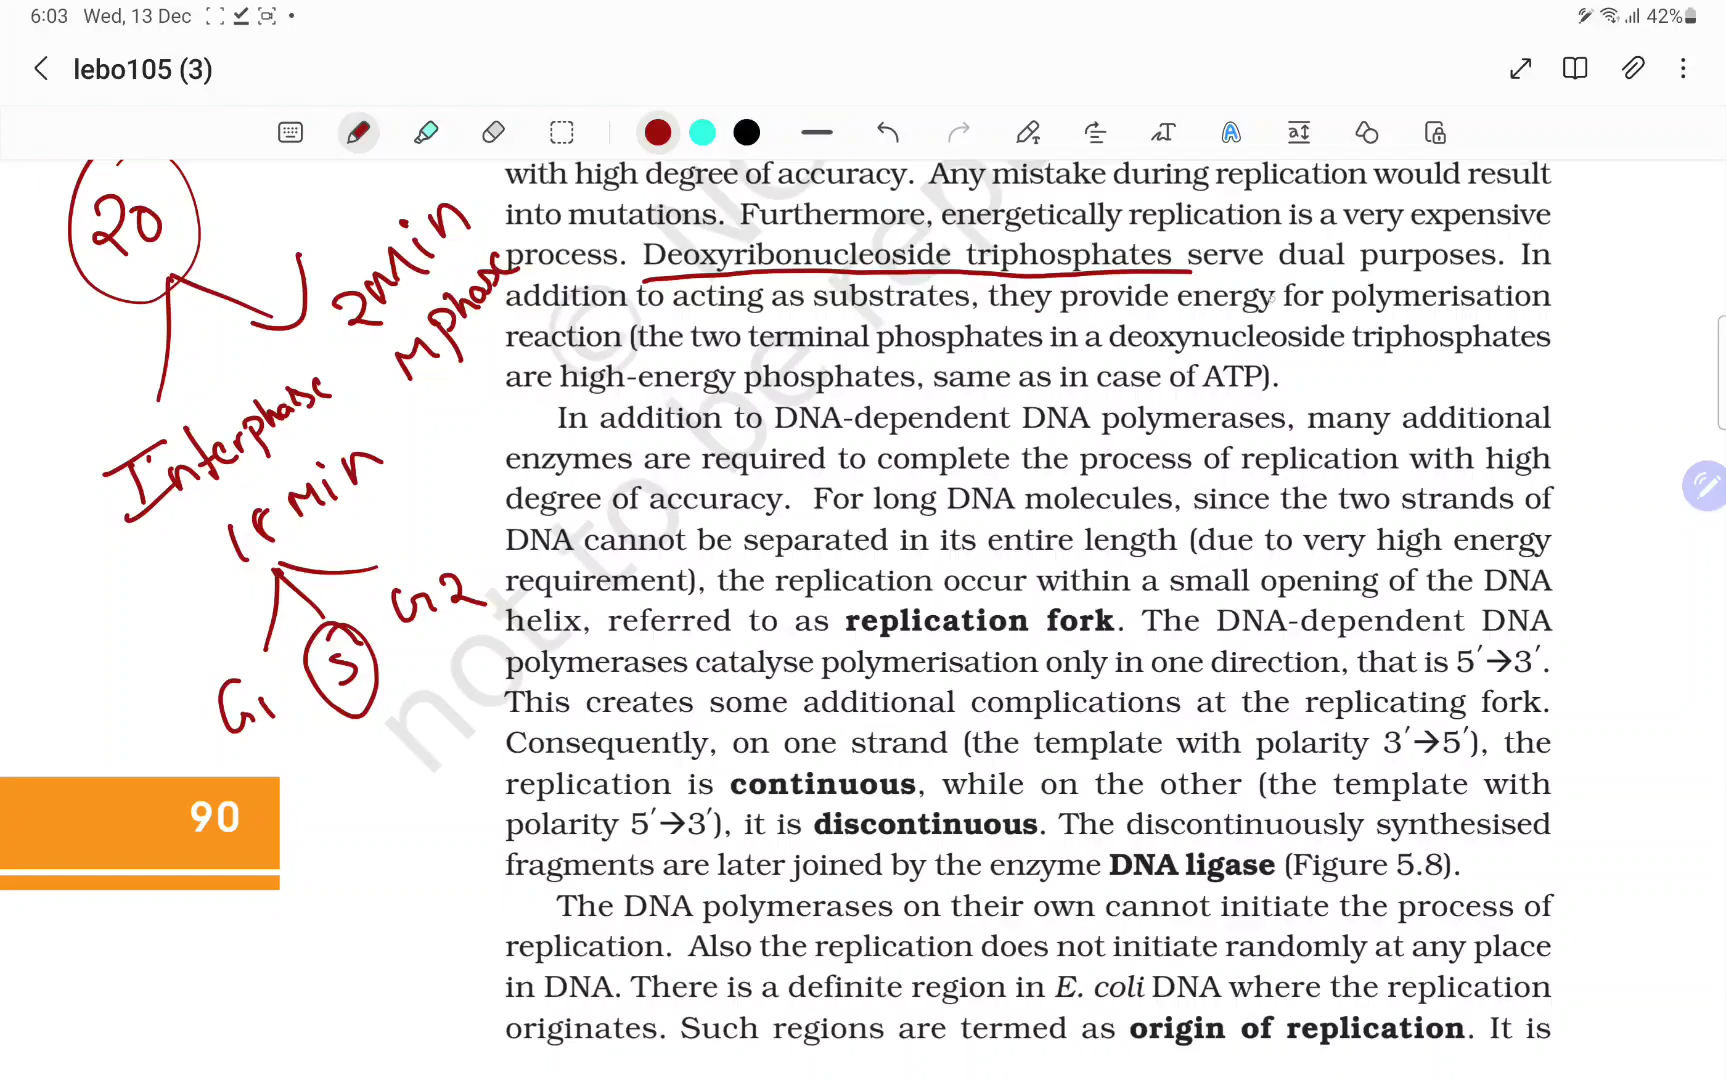 6:03 Wed, 13 Dec
42%
lebo105 (3)
20
2 Min
M phase
Interphase
18 Min
G1
S
G2
with high degree of accuracy. Any mistake during replication would result
into mutations. Furthermore, energetically replication is a very expensive
process. Deoxyribonucleoside triphosphates serve dual purposes. In
addition to acting as substrates, they provide energy for polymerisation
reaction (the two terminal phosphates in a deoxynucleoside triphosphates
are high-energy phosphates, same as in case of ATP).
In addition to DNA-dependent DNA polymerases, many additional
enzymes are required to complete the process of replication with high
degree of accuracy. For long DNA molecules, since the two strands of
DNA cannot be separated in its entire length (due to very high energy
requirement), the replication occur within a small opening of the DNA
helix, referred to as replication fork. The DNA-dependent DNA
polymerases catalyse polymerisation only in one direction, that is 5′→3′.
This creates some additional complications at the replicating fork.
Consequently, on one strand (the template with polarity 3′→5′), the
replication is continuous, while on the other (the template with
polarity 5′→3′), it is discontinuous. The discontinuously synthesised
fragments are later joined by the enzyme DNA ligase (Figure 5.8).
The DNA polymerases on their own cannot initiate the process of
replication. Also the replication does not initiate randomly at any place
in DNA. There is a definite region in E. coli DNA where the replication
originates. Such regions are termed as origin of replication. It is
90
not to be